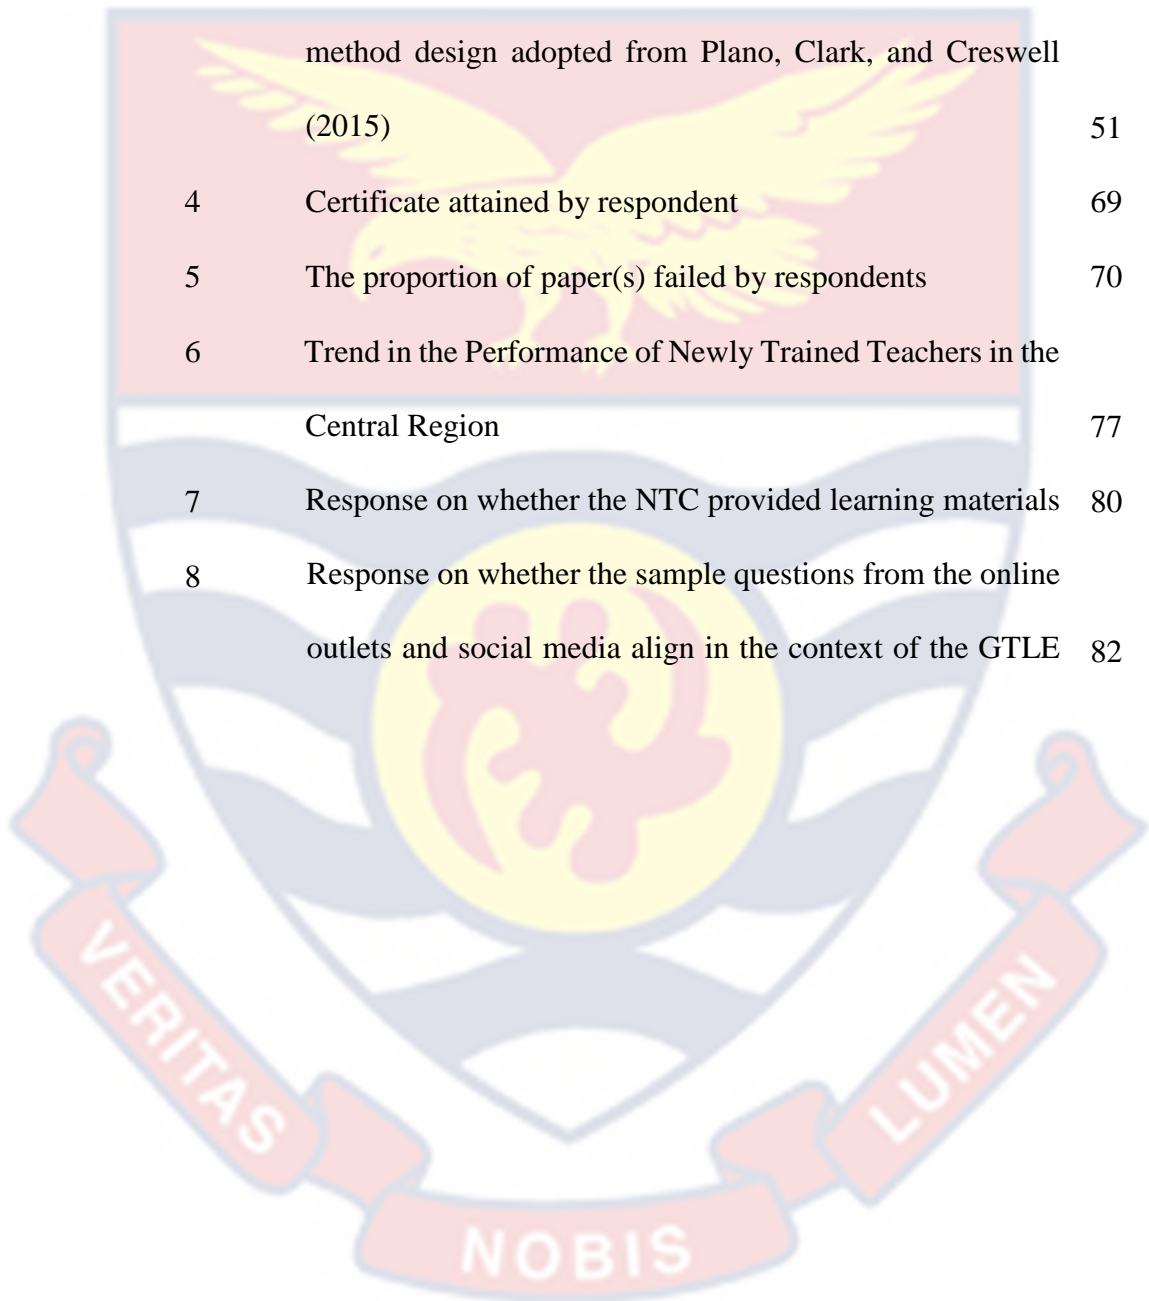 method design adopted from Plano, Clark, and Creswell
(2015) 51
4 Certificate attained by respondent 69
5 The proportion of paper(s) failed by respondents 70
6 Trend in the Performance of Newly Trained Teachers in the
Central Region 77
7 Response on whether the NTC provided learning materials 80
8 Response on whether the sample questions from the online
outlets and social media align in the context of the GTLE 82
VERITAS
NOBIS
LUMEN